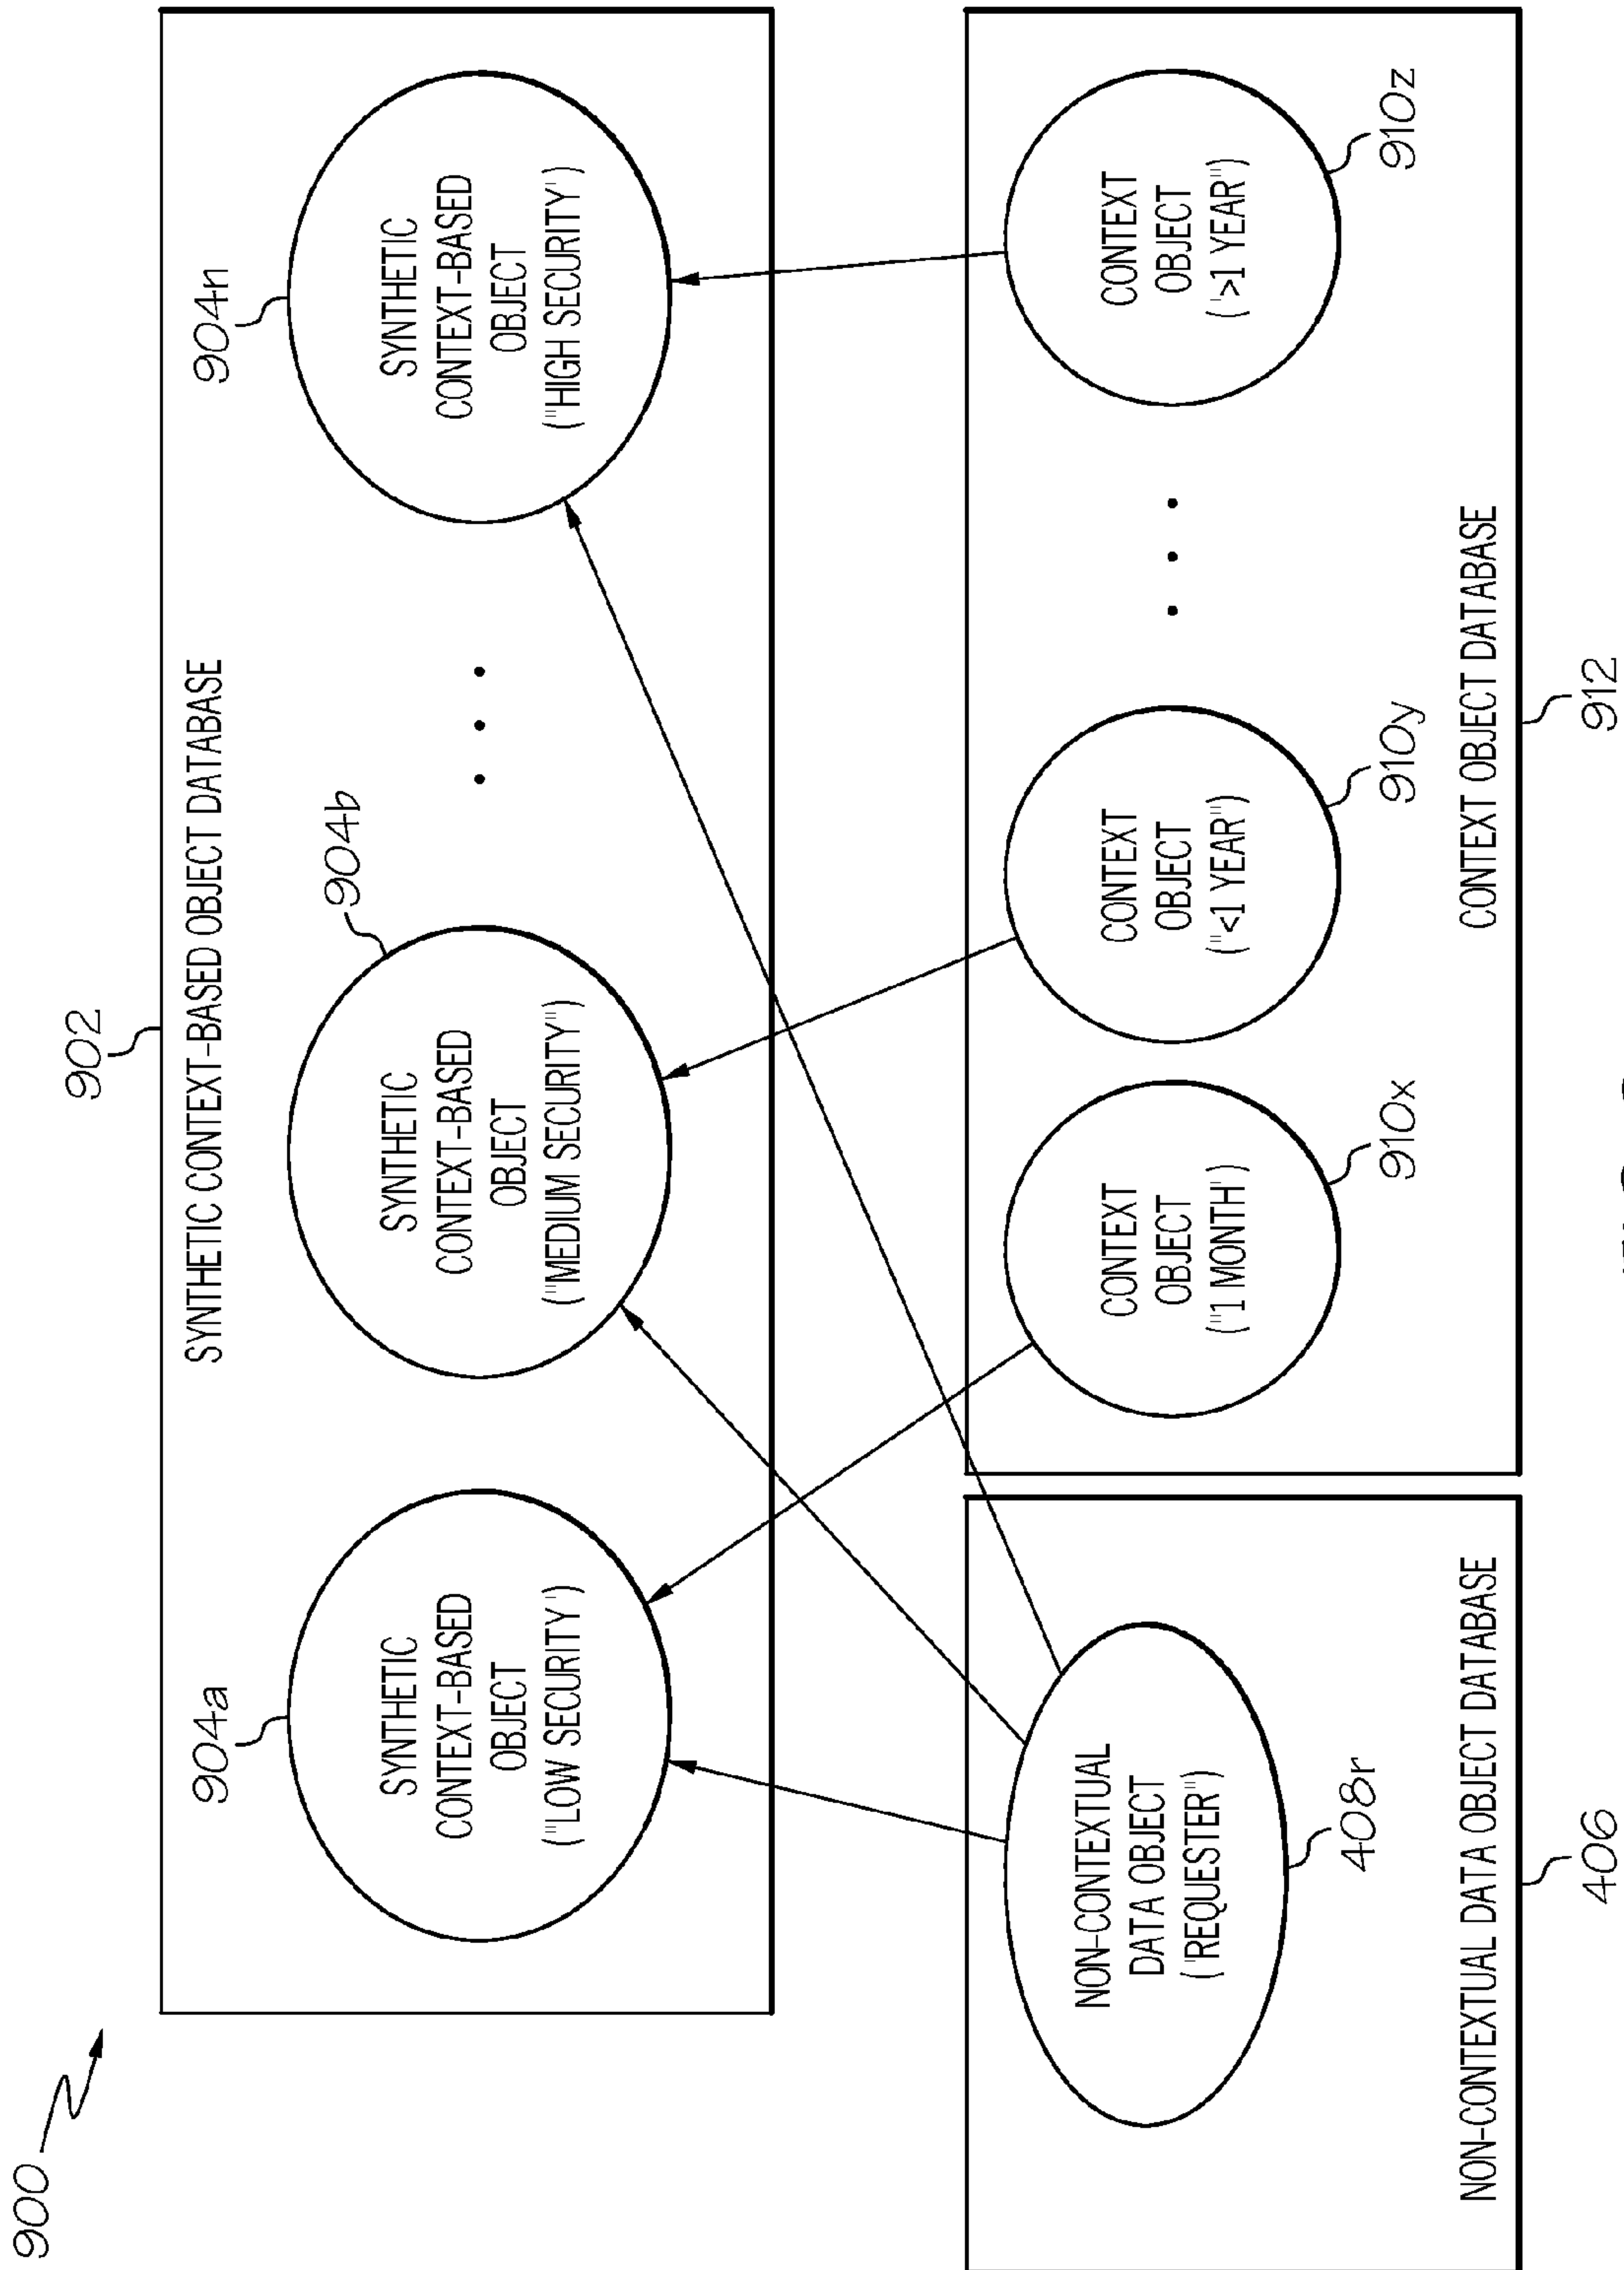 900
902
SYNTHETIC CONTEXT-BASED OBJECT DATABASE
904a
SYNTHETIC
CONTEXT-BASED
OBJECT
("LOW SECURITY')
904b
SYNTHETIC
CONTEXT-BASED
OBJECT
("MEDIUM SECURITY")
. . .
904n
SYNTHETIC
CONTEXT-BASED
OBJECT
("HIGH SECURITY')
NON-CONTEXTUAL
DATA OBJECT
('REQUESTER")
408r
NON-CONTEXTUAL DATA OBJECT DATABASE
406
CONTEXT
OBJECT
("1 MONTH')
910x
CONTEXT
OBJECT
("<1 YEAR")
910y
. . .
CONTEXT
OBJECT
('>1 YEAR")
910z
CONTEXT OBJECT DATABASE
912